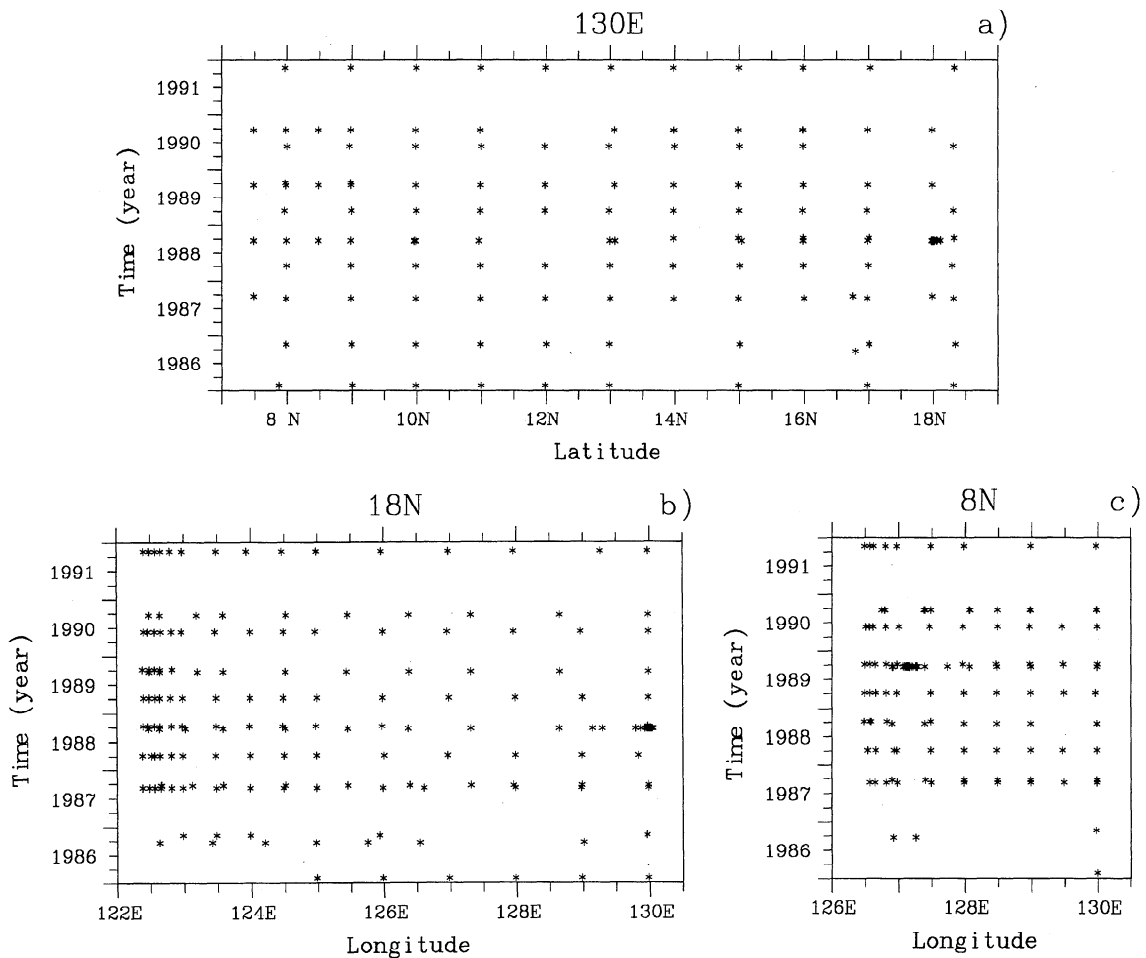 130E a)
1991
1990
1989
1988
1987
1986
Time (year)
8 N 10N 12N 14N 16N 18N
Latitude
18N b)
1991
1990
1989
1988
1987
1986
Time (year)
122E 124E 126E 128E 130E
Longitude
8N c)
1991
1990
1989
1988
1987
1986
Time (year)
126E 128E 130E
Longitude